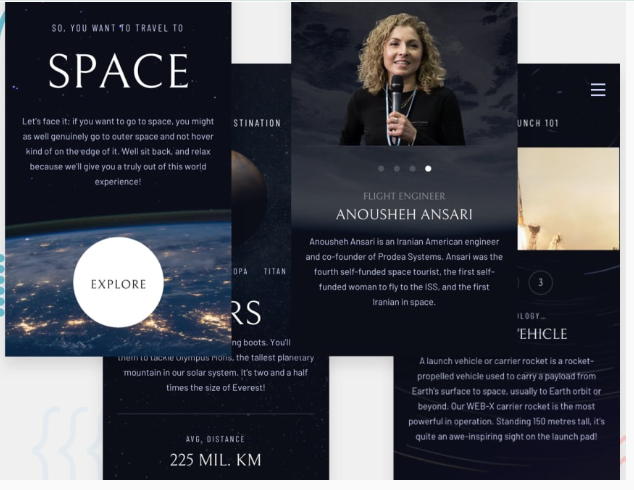 SO, YOU WANT TO TRAVEL TO
SPACE
Let's face it: if you want to go to space, you might
as well genuinely go to outer space and not hover
kind of on the edge of it. Well sit back, and relax
because we'll give you a truly out of this world
experience!
EXPLORE
STINATION
OPA TITAN
RS
ng boots. You'll
them to tackle Olympus Mons, the tallest planetary
mountain in our solar system. It's two and a half
times the size of Everest!
AVG, DISTANCE
225 MIL. KM
FLIGHT ENGINEER
ANOUSHEH ANSARI
Anousheh Ansari is an Iranian American engineer
and co-founder of Prodea Systems. Ansari was the
fourth self-funded space tourist, the first self-
funded woman to fly to the ISS, and the first
Iranian in space.
UNCH 101
3
OLOGY...
EHICLE
A launch vehicle or carrier rocket is a rocket-
propelled vehicle used to carry a payload from
Earth's surface to space, usually to Earth orbit or
beyond. Our WEB-X carrier rocket is the most
powerful in operation. Standing 150 metres tall, it's
quite an awe-inspiring sight on the launch pad!